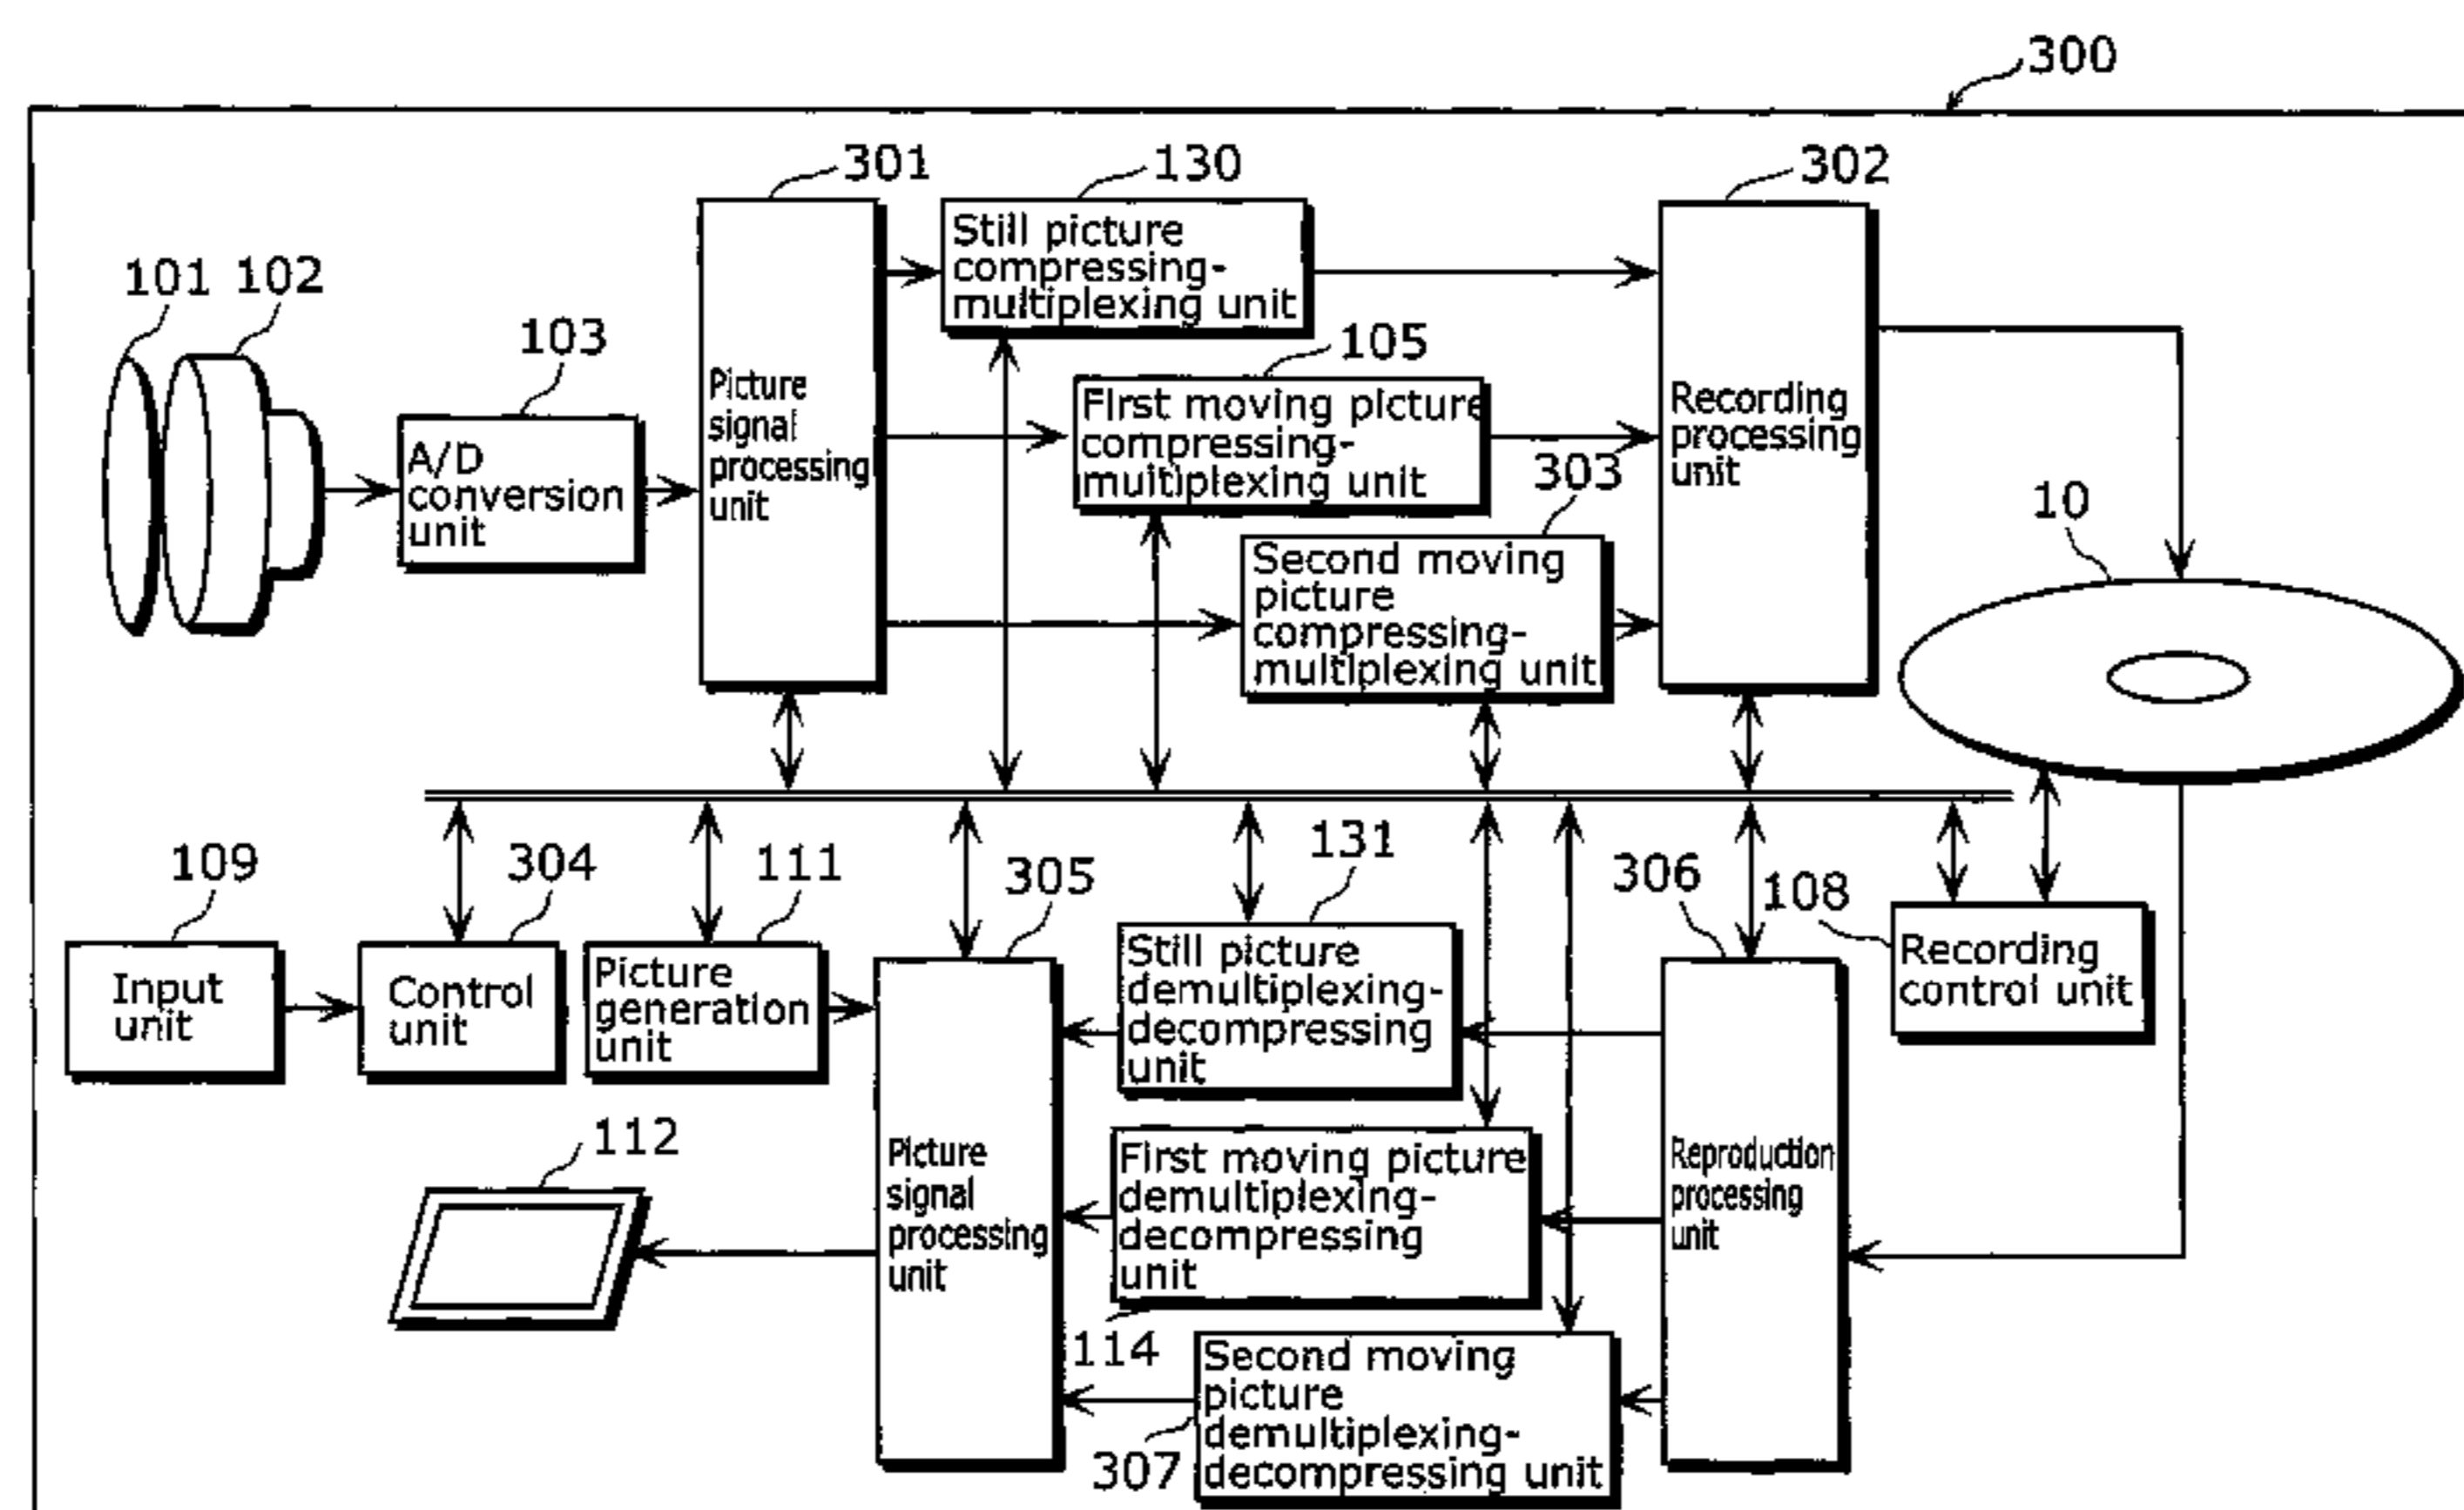 300
301
130
302
Still picture
compressing-
multiplexing unit
101
102
103
105
Picture
signal
processing
unit
First moving picture
compressing-
multiplexing unit
Recording
processing
unit
A/D
conversion
unit
303
10
Second moving
picture
compressing-
multiplexing unit
109
304
111
305
131
306
108
Input
unit
Control
unit
Picture
generation
unit
Still picture
demultiplexing-
decompressing
unit
Recording
control unit
112
Picture
signal
processing
unit
First moving picture
demultiplexing-
decompressing
unit
Reproduction
processing
unit
114
Second moving
picture
demultiplexing-
decompressing unit
307